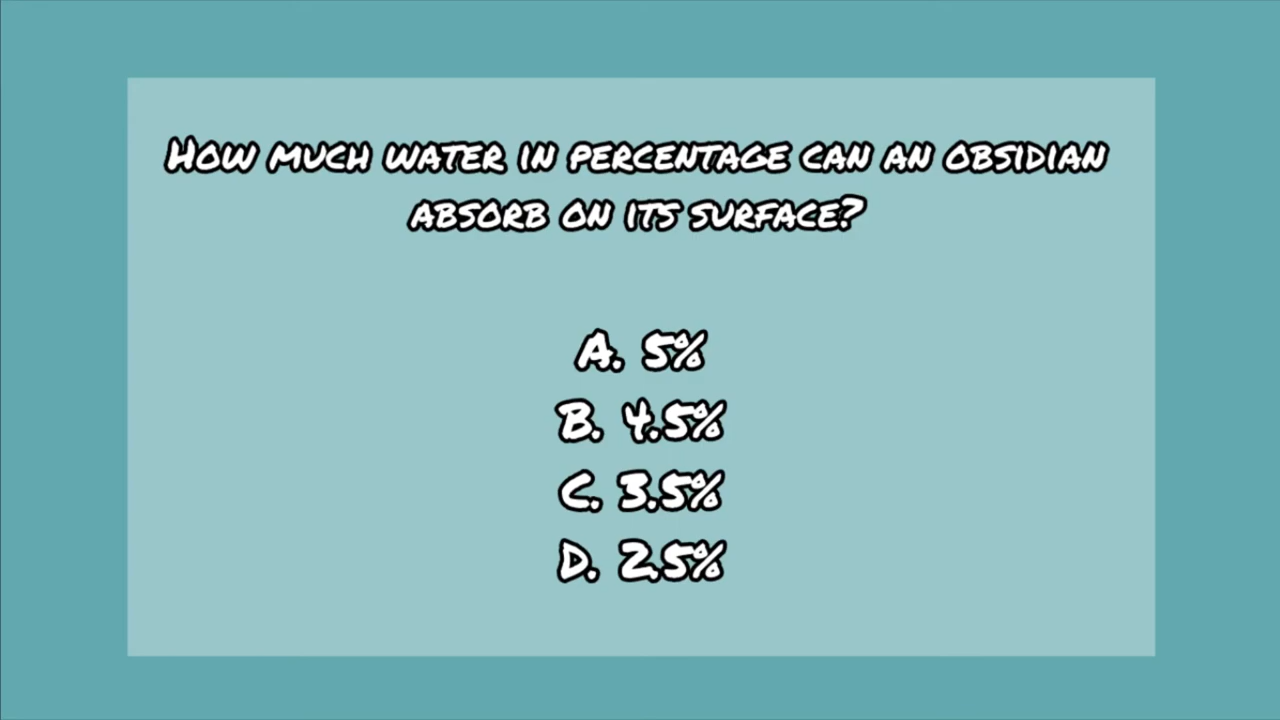 How much water in percentage can an obsidian
absorb on its surface?
A. 5%
B. 4.5%
C. 3.5%
D. 2.5%